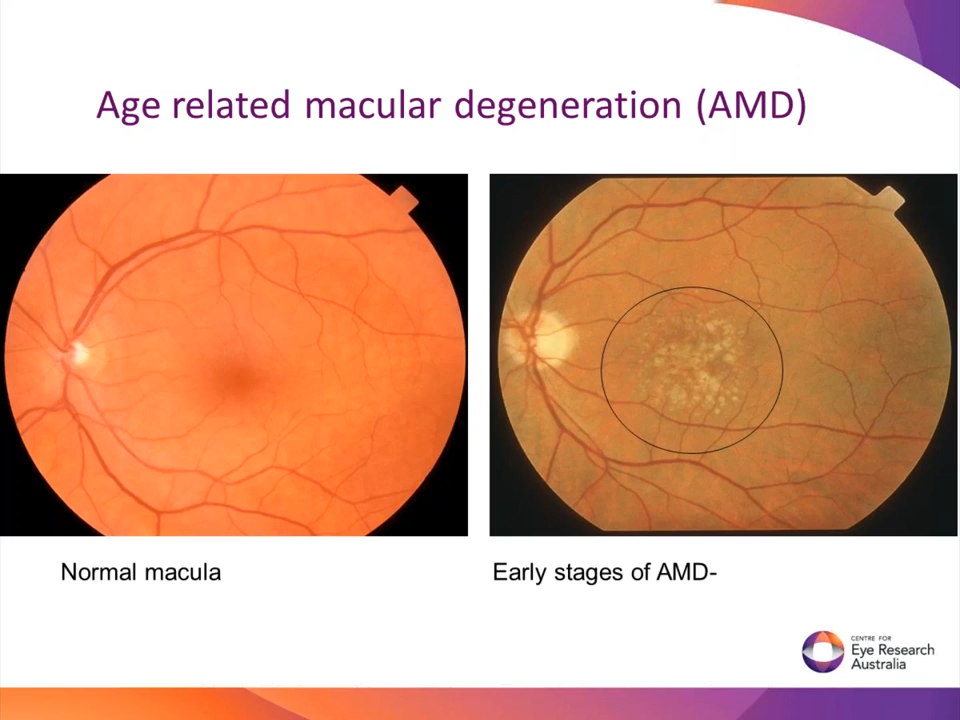 Age related macular degeneration (AMD)
Normal macula
Early stages of AMD-
CENTRE FOR
Eye Research
Australia